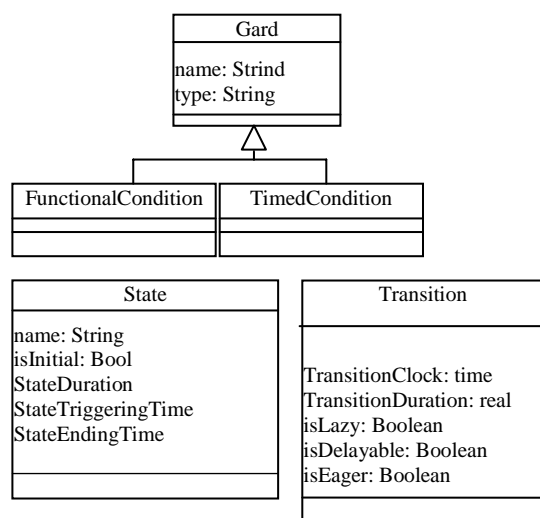 Gard
name: Strind
type: String
FunctionalCondition
TimedCondition
State
name: String
isInitial: Bool
StateDuration
StateTriggeringTime
StateEndingTime
Transition
TransitionClock: time
TransitionDuration: real
isLazy: Boolean
isDelayable: Boolean
isEager: Boolean